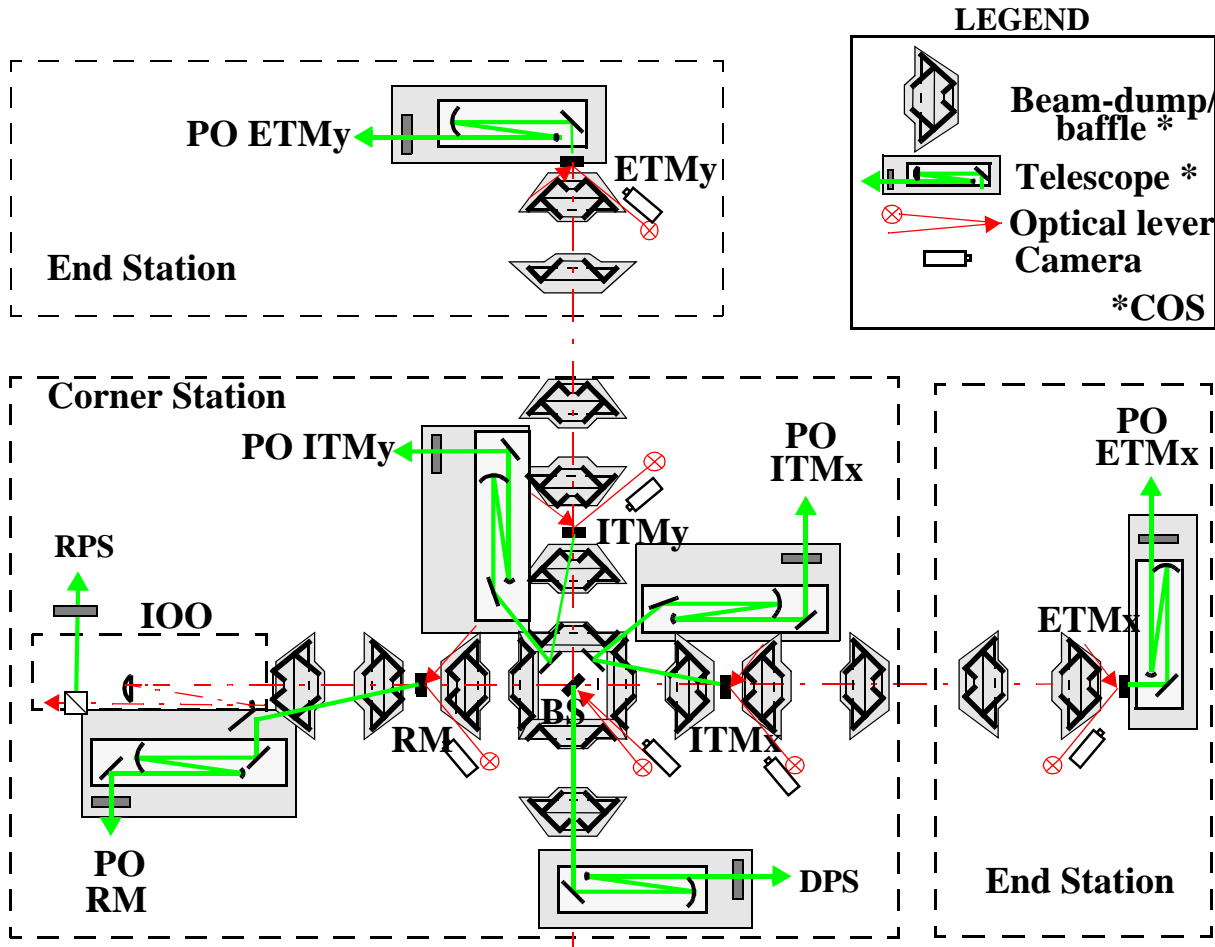 LEGEND
Beam-dump/
baffle *
Telescope *
Optical lever
Camera
*COS
PO ETMy
ETMy
End Station
Corner Station
PO ITMy
ITMy
PO
ITMx
PO
ETMx
RPS
IOO
ETMx
RM
BS
ITMx
PO
RM
DPS
End Station